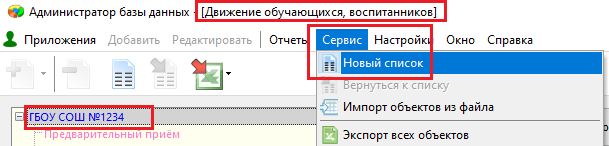 Администратор базы данных - [Движение обучающихся, воспитанников]
Приложения Добавить Редактировать Отчеты Сервис Настройки Окно Справка
Новый список
Вернуться к списку
Импорт объектов из файла
Экспорт всех объектов
ГБОУ СОШ №1234
Предварительный приём